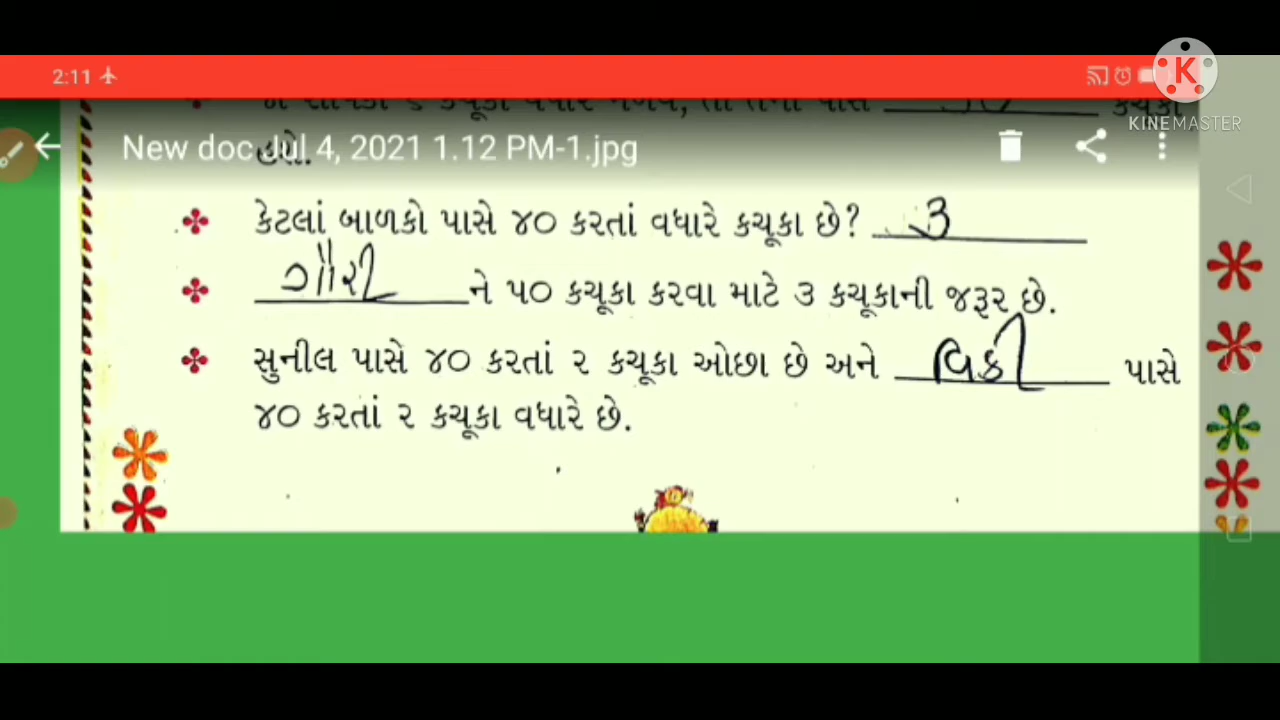 2:11
KINEMASTER
New doc Jul 4, 2021 1.12 PM-1.jpg
કેટલાં બાળકો પાસે ૪૦ કરતાં વધારે કચૂકા છે? ૩
ગૌરી ને ૫૦ કચૂકા કરવા માટે ૩ કચૂકાની જરૂર છે.
સુનીલ પાસે ૪૦ કરતાં ૨ કચૂકા ઓછા છે અને વિકી પાસે
૪૦ કરતાં ૨ કચૂકા વધારે છે.